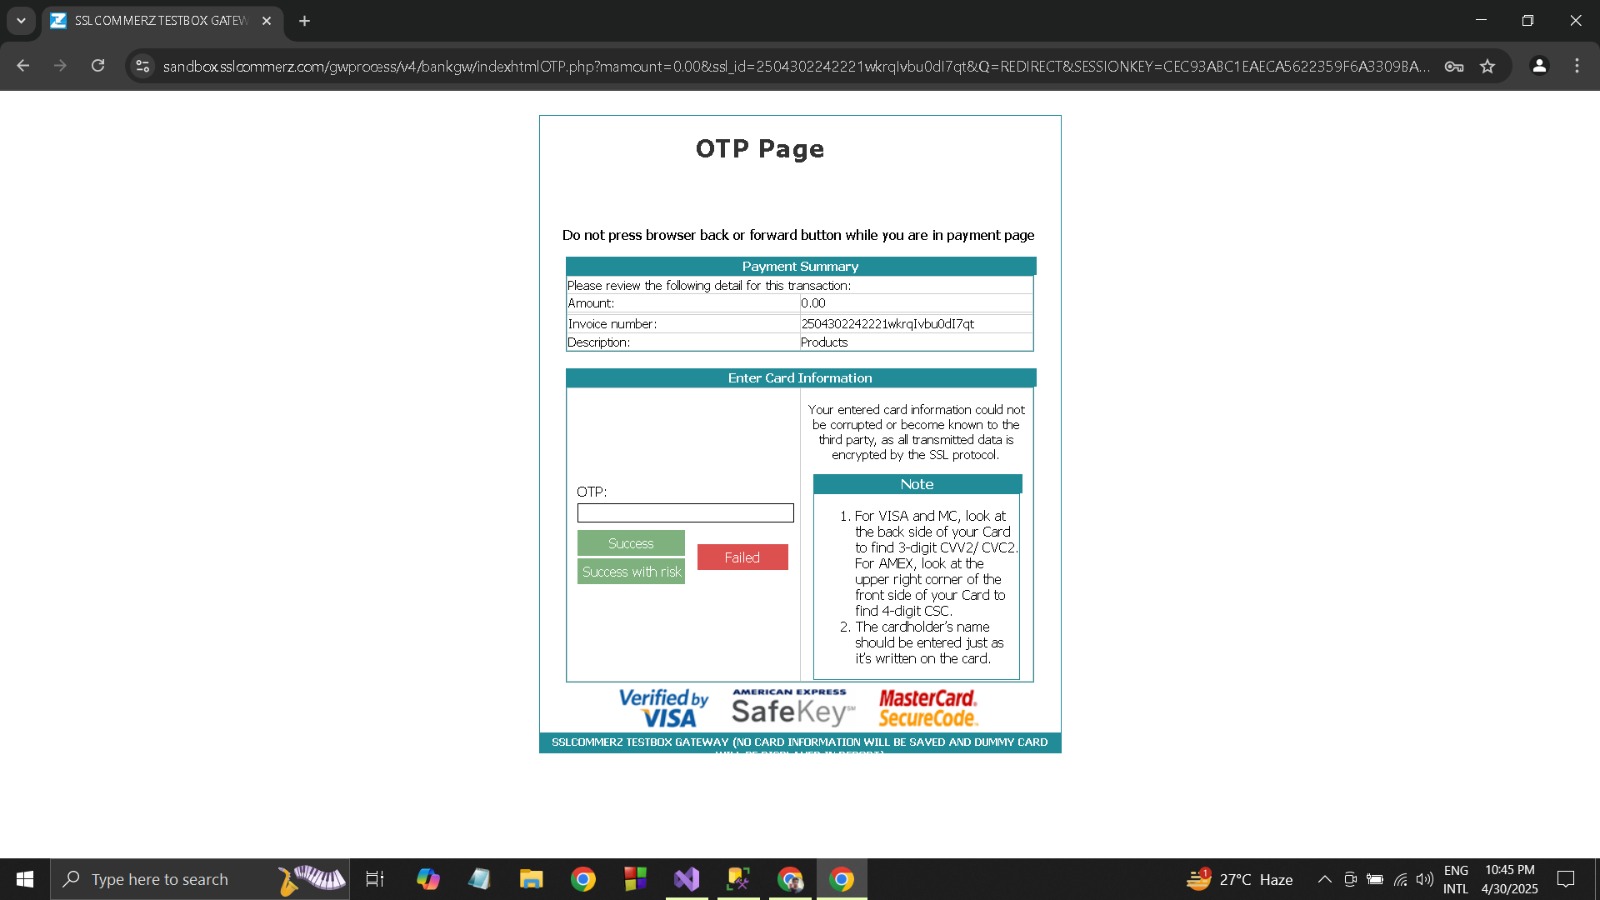 SSLCOMMERZ TESTBOX GATEW
sandbox.sslcommerz.com/gwprocess/v4/bankgw/indexhtmlOTP.php?mamount=0.00&ssl_id=2504302242221wkrqIvbu0dI7qt&Q=REDIRECT&SESSIONKEY=CEC93ABC1EAECA5622359F6A3309BA...
OTP Page
Do not press browser back or forward button while you are in payment page
Payment Summary
Please review the following detail for this transaction:
Amount: 0.00
Invoice number: 2504302242221wkrqIvbu0dI7qt
Description: Products
Enter Card Information
Your entered card information could not
be corrupted or become known to the
third party, as all transmitted data is
encrypted by the SSL protocol.
OTP:
Success
Success with risk
Failed
Note
1. For VISA and MC, look at
the back side of your Card
to find 3-digit CVV2/ CVC2.
For AMEX, look at the
upper right corner of the
front side of your Card to
find 4-digit CSC.
2. The cardholder's name
should be entered just as
it's written on the card.
Verified by
VISA
AMERICAN EXPRESS
SafeKey SM
MasterCard.
SecureCode.
SSLCOMMERZ TESTBOX GATEWAY (NO CARD INFORMATION WILL BE SAVED AND DUMMY CARD
Type here to search
1
27°C Haze
ENG
INTL
10:45 PM
4/30/2025